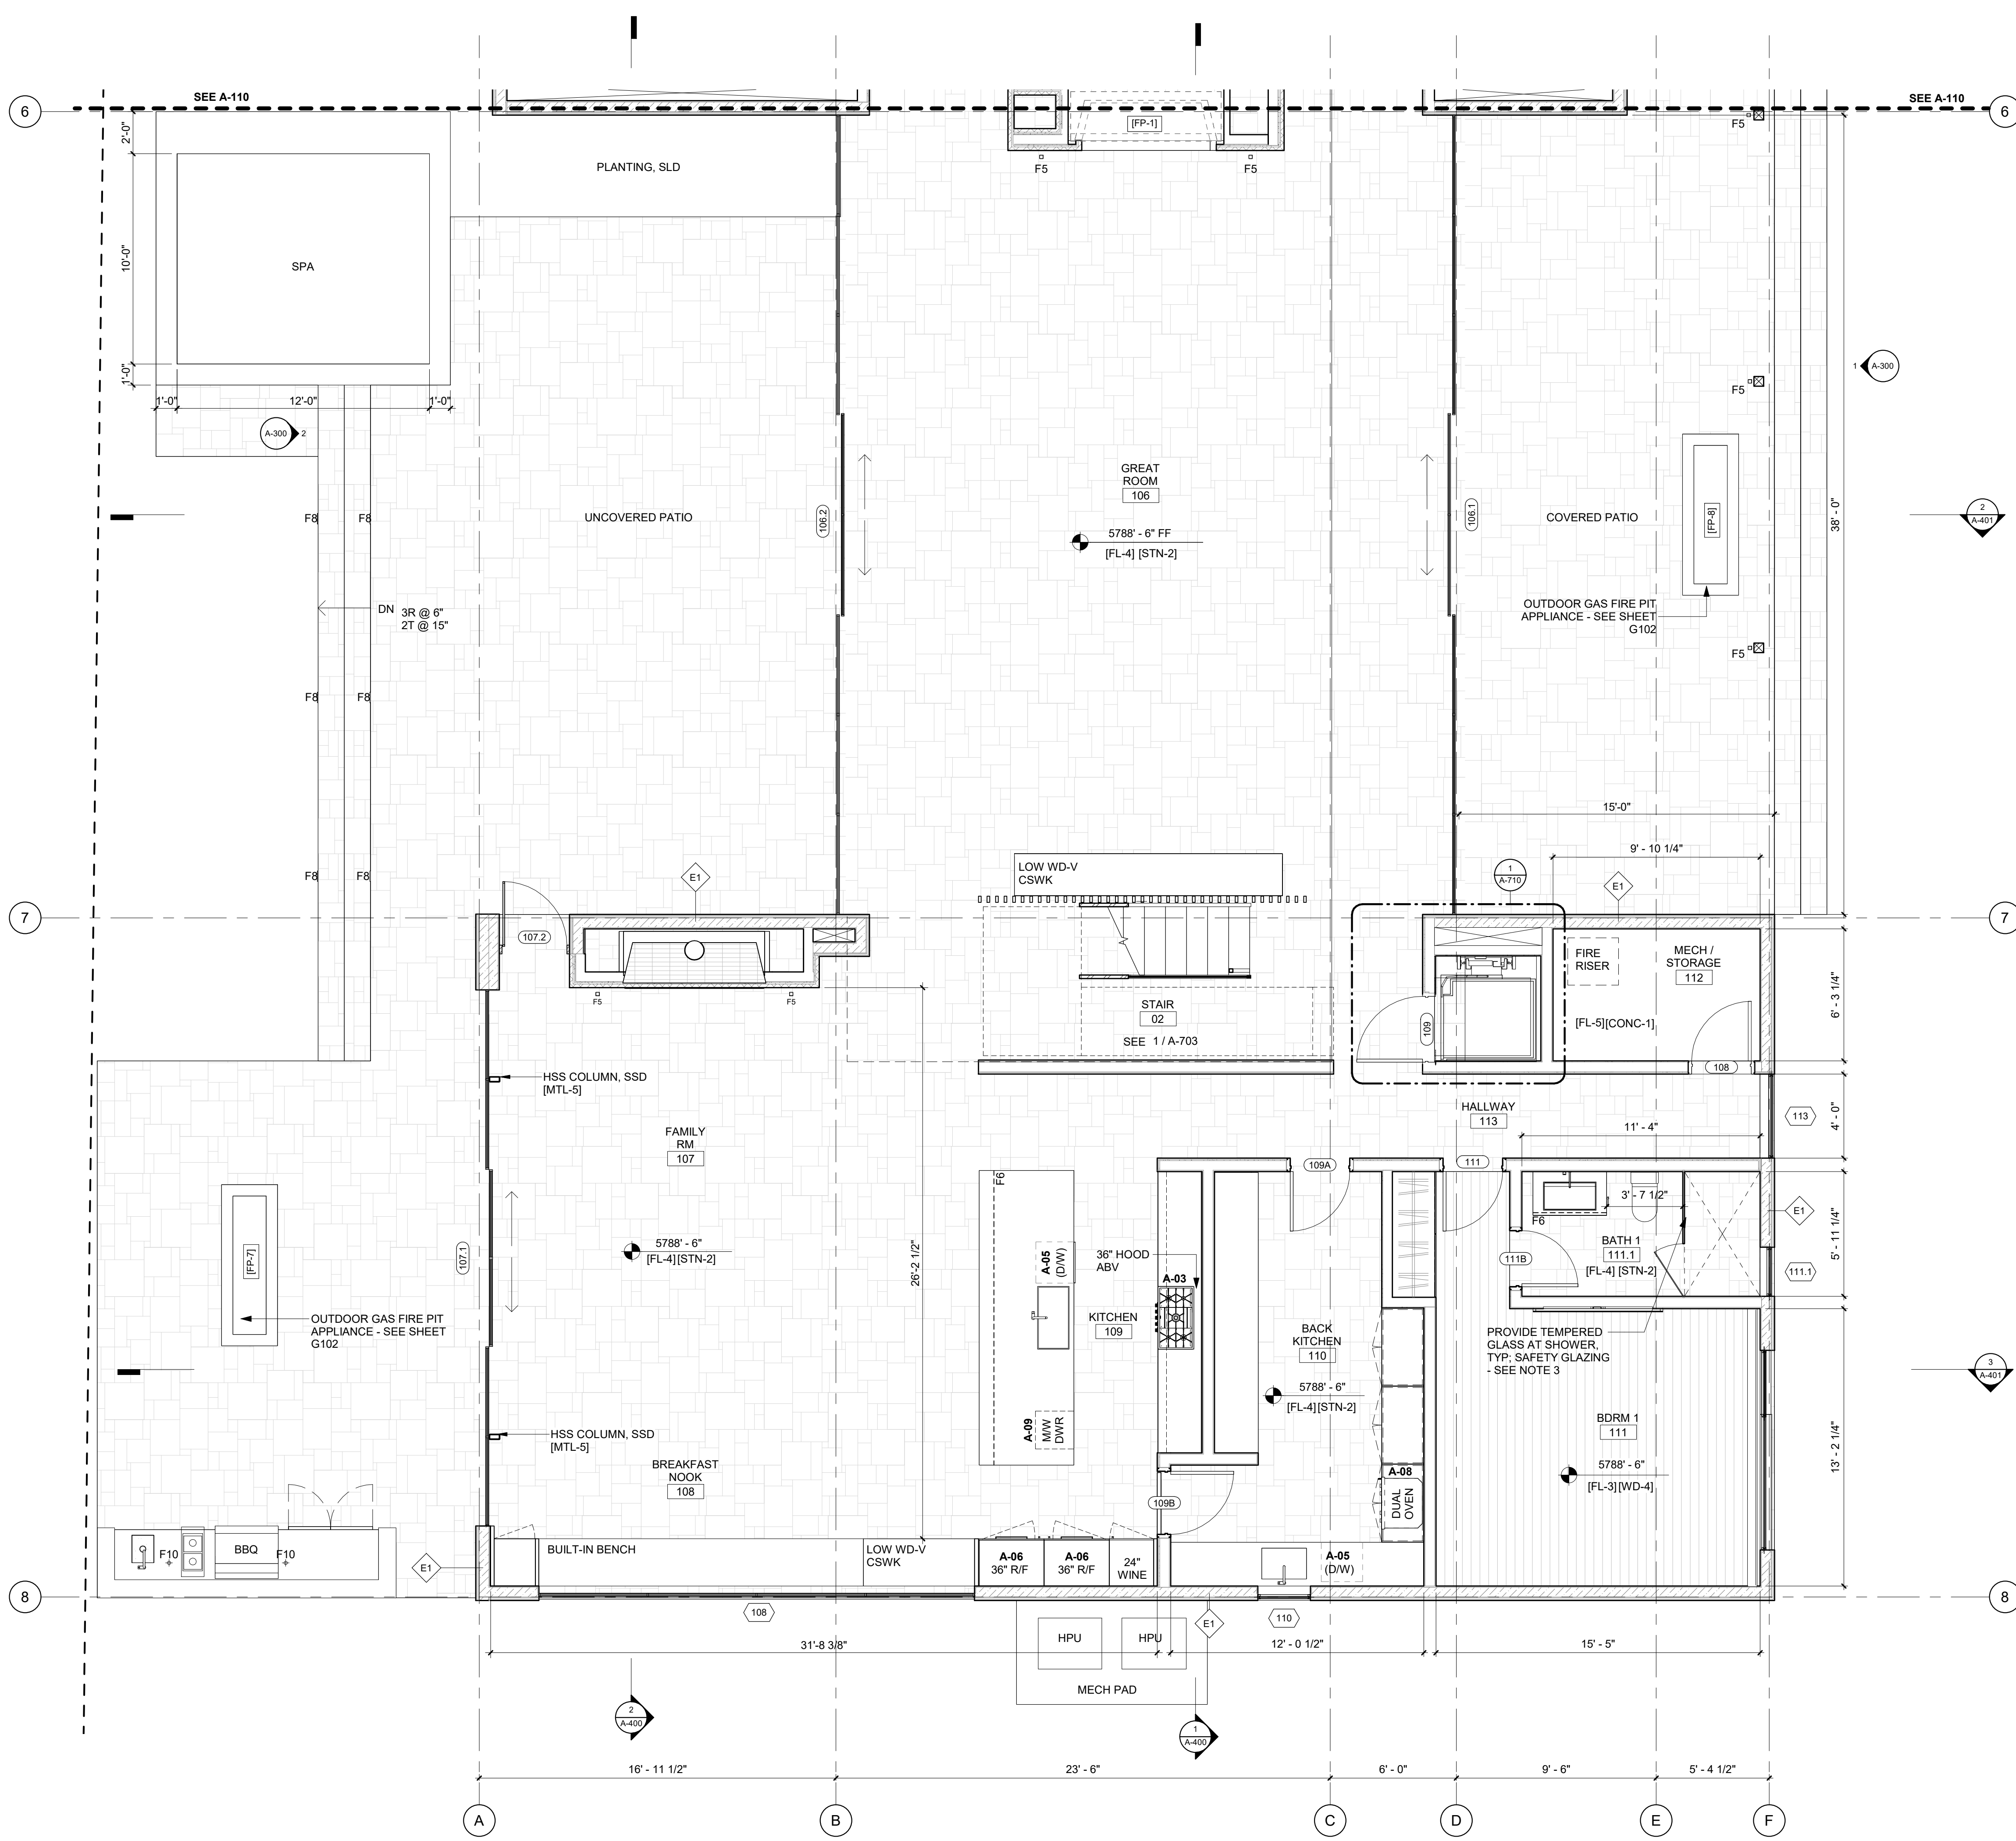 SEE A-110
SEE A-110
6
6
2'-0"
10'-0"
1'-0"
1'-0"
12'-0"
1'-0"
SPA
PLANTING, SLD
[FP-1]
F5
F5
F5
F5
F5
1
A-300
A-300
2
GREAT
ROOM
106
5788' - 6" FF
[FL-4] [STN-2]
UNCOVERED PATIO
106.2
106.1
COVERED PATIO
[FP-8]
38' - 0"
2
A-401
OUTDOOR GAS FIRE PIT
APPLIANCE - SEE SHEET
G102
F8
F8
DN
3R @ 6"
2T @ 15"
F8
F8
F8
F8
15'-0"
9' - 10 1/4"
LOW WD-V
CSWK
1
A-710
E1
E1
7
7
107.2
F5
F5
STAIR
02
SEE 1 / A-703
109
FIRE
RISER
MECH /
STORAGE
112
[FL-5][CONC-1]
6' - 3 1/4"
108
HSS COLUMN, SSD
[MTL-5]
FAMILY
RM
107
HALLWAY
113
113
4' - 0"
11' - 4"
109A
111
F6
3' - 7 1/2"
F6
E1
5' - 11 1/4"
BATH 1
111.1
[FL-4] [STN-2]
111B
111.1
[FP-7]
107.1
5788' - 6"
[FL-4][STN-2]
26'-2 1/2"
A-05
(D/W)
36" HOOD
ABV
A-03
KITCHEN
109
OUTDOOR GAS FIRE PIT
APPLIANCE - SEE SHEET
G102
BACK
KITCHEN
110
5788' - 6"
[FL-4][STN-2]
PROVIDE TEMPERED
GLASS AT SHOWER,
TYP; SAFETY GLAZING
- SEE NOTE 3
3
A-401
HSS COLUMN, SSD
[MTL-5]
A-09
M/W
DWR
BDRM 1
111
5788' - 6"
[FL-3][WD-4]
13' - 2 1/4"
BREAKFAST
NOOK
108
A-08
DUAL
OVEN
109B
F10
BBQ
F10
E1
BUILT-IN BENCH
LOW WD-V
CSWK
A-06
36" R/F
A-06
36" R/F
24"
WINE
A-05
(D/W)
8
8
108
E1
110
HPU
HPU
31'-8 3/8"
12' - 0 1/2"
15' - 5"
MECH PAD
2
A-400
1
A-400
16' - 11 1/2"
23' - 6"
6' - 0"
9' - 6"
5' - 4 1/2"
A
B
C
D
E
F